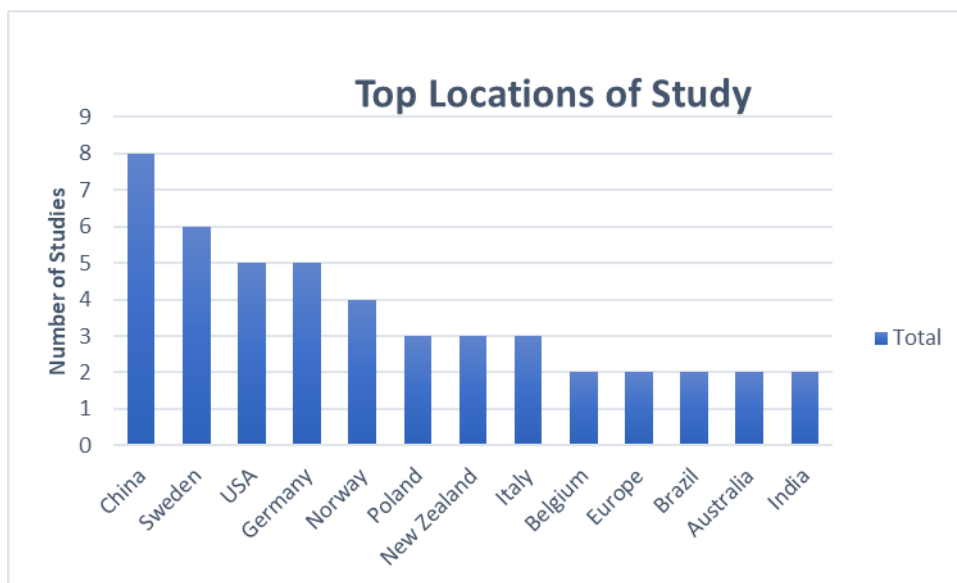 Top Locations of Study
Number of Studies
9
8
7
6
5
4
3
2
1
0
China
Sweden
USA
Germany
Norway
Poland
New Zealand
Italy
Belgium
Europe
Brazil
Australia
India
Total